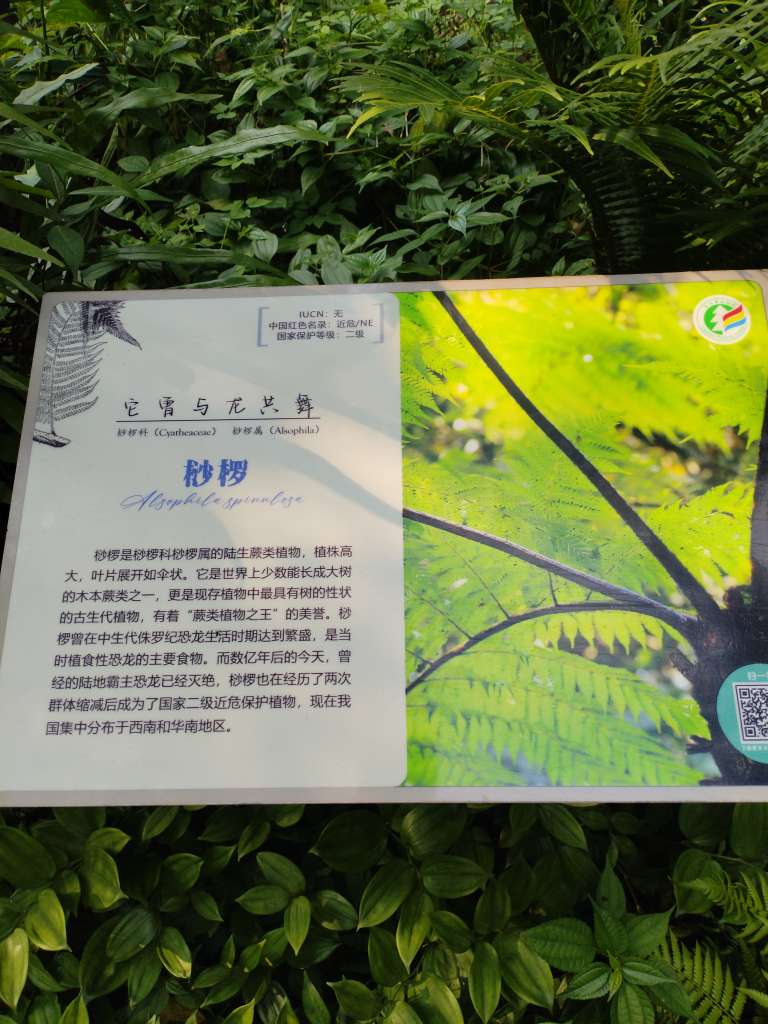 IUCN：无
中国红色名录：近危/NE
国家保护等级：二级
它曾与龙共舞
桫椤科（Cyatheaceae） 桫椤属（Alsophila）
桫椤
Alsophila spinulosa
桫椤是桫椤科桫椤属的陆生蕨类植物，植株高
大，叶片展开如伞状。它是世界上少数能长成大树
的木本蕨类之一，更是现存植物中最具有树的性状
的古生代植物，有着“蕨类植物之王”的美誉。桫
椤曾在中生代侏罗纪恐龙生活时期达到繁盛，是当
时植食性恐龙的主要食物。而数亿年后的今天，曾
经的陆地霸主恐龙已经灭绝，桫椤也在经历了两次
群体缩减后成为了国家二级近危保护植物，现在我
国集中分布于西南和华南地区。
扫一